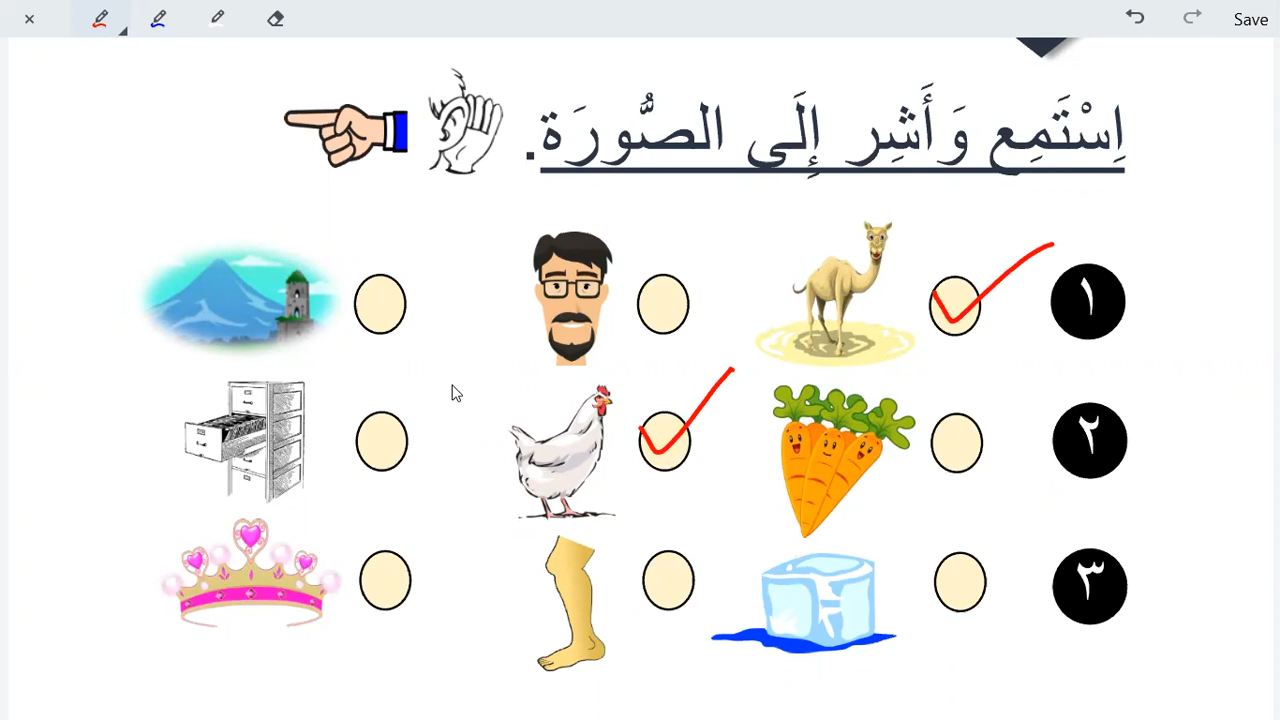 Save
اِسْتَمِع وَأَشِر إِلَى الصُّورَة.
١
٢
٣